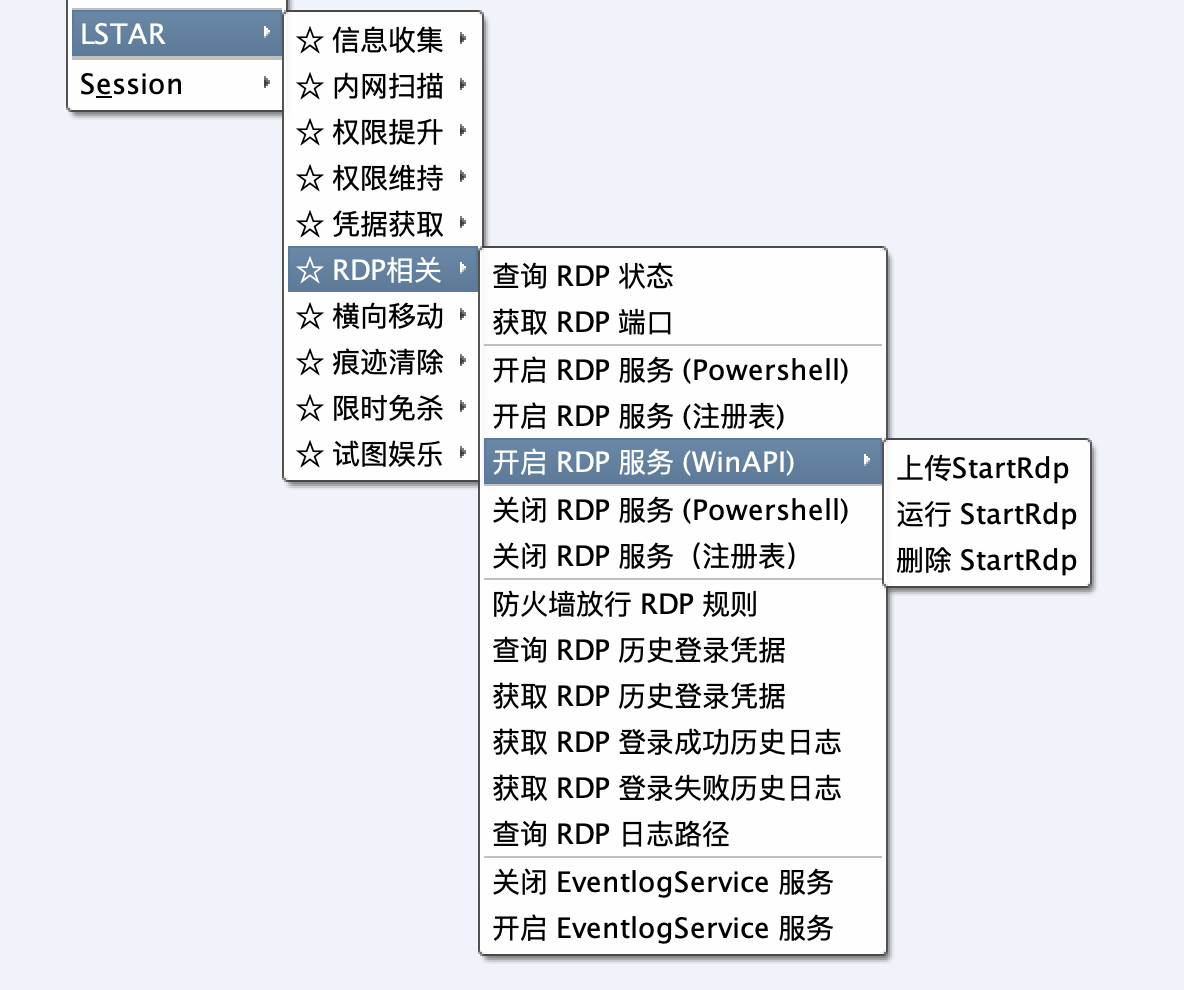 LSTAR
Session
☆ 信息收集
☆ 内网扫描
☆ 权限提升
☆ 权限维持
☆ 凭据获取
☆ RDP相关
☆ 横向移动
☆ 痕迹清除
☆ 限时免杀
☆ 试图娱乐
查询 RDP 状态
获取 RDP 端口
开启 RDP 服务 (Powershell)
开启 RDP 服务 (注册表)
开启 RDP 服务 (WinAPI)
关闭 RDP 服务 (Powershell)
关闭 RDP 服务（注册表）
防火墙放行 RDP 规则
查询 RDP 历史登录凭据
获取 RDP 历史登录凭据
获取 RDP 登录成功历史日志
获取 RDP 登录失败历史日志
查询 RDP 日志路径
关闭 EventlogService 服务
开启 EventlogService 服务
上传StartRdp
运行 StartRdp
删除 StartRdp